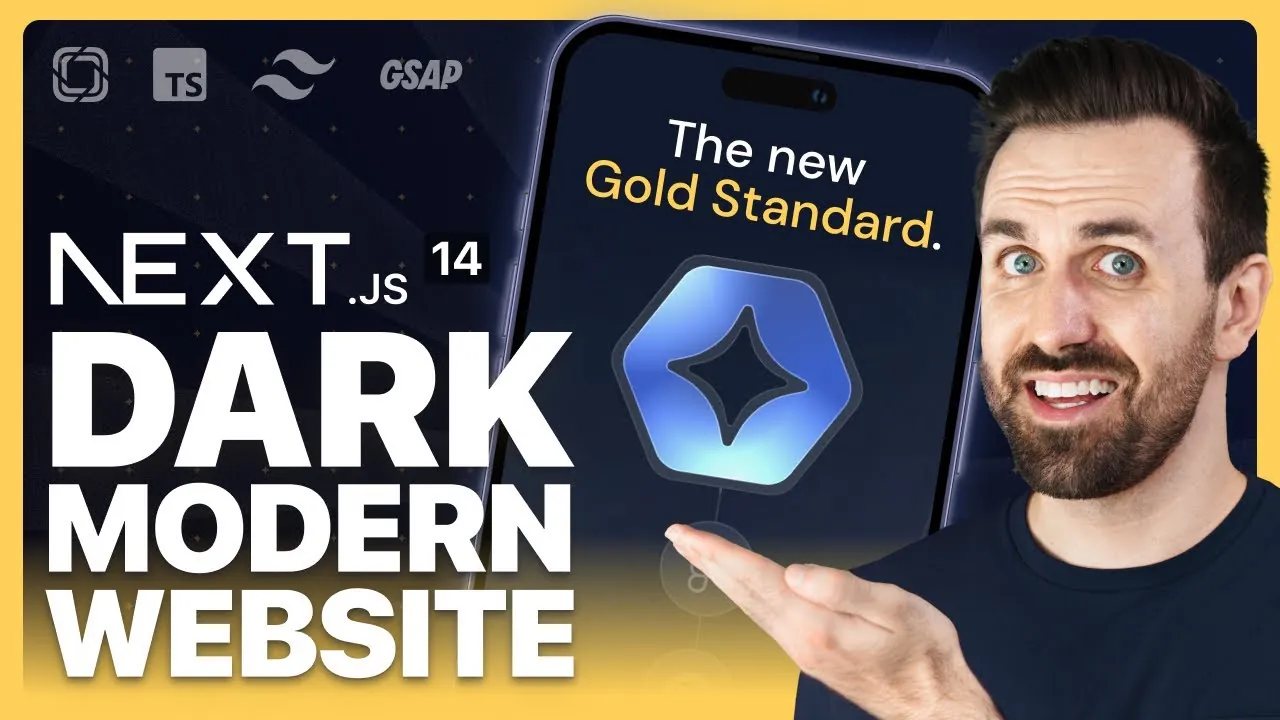 TS
GSAP
The new
Gold Standard.
NEXT.JS 14
DARK
MODERN
WEBSITE